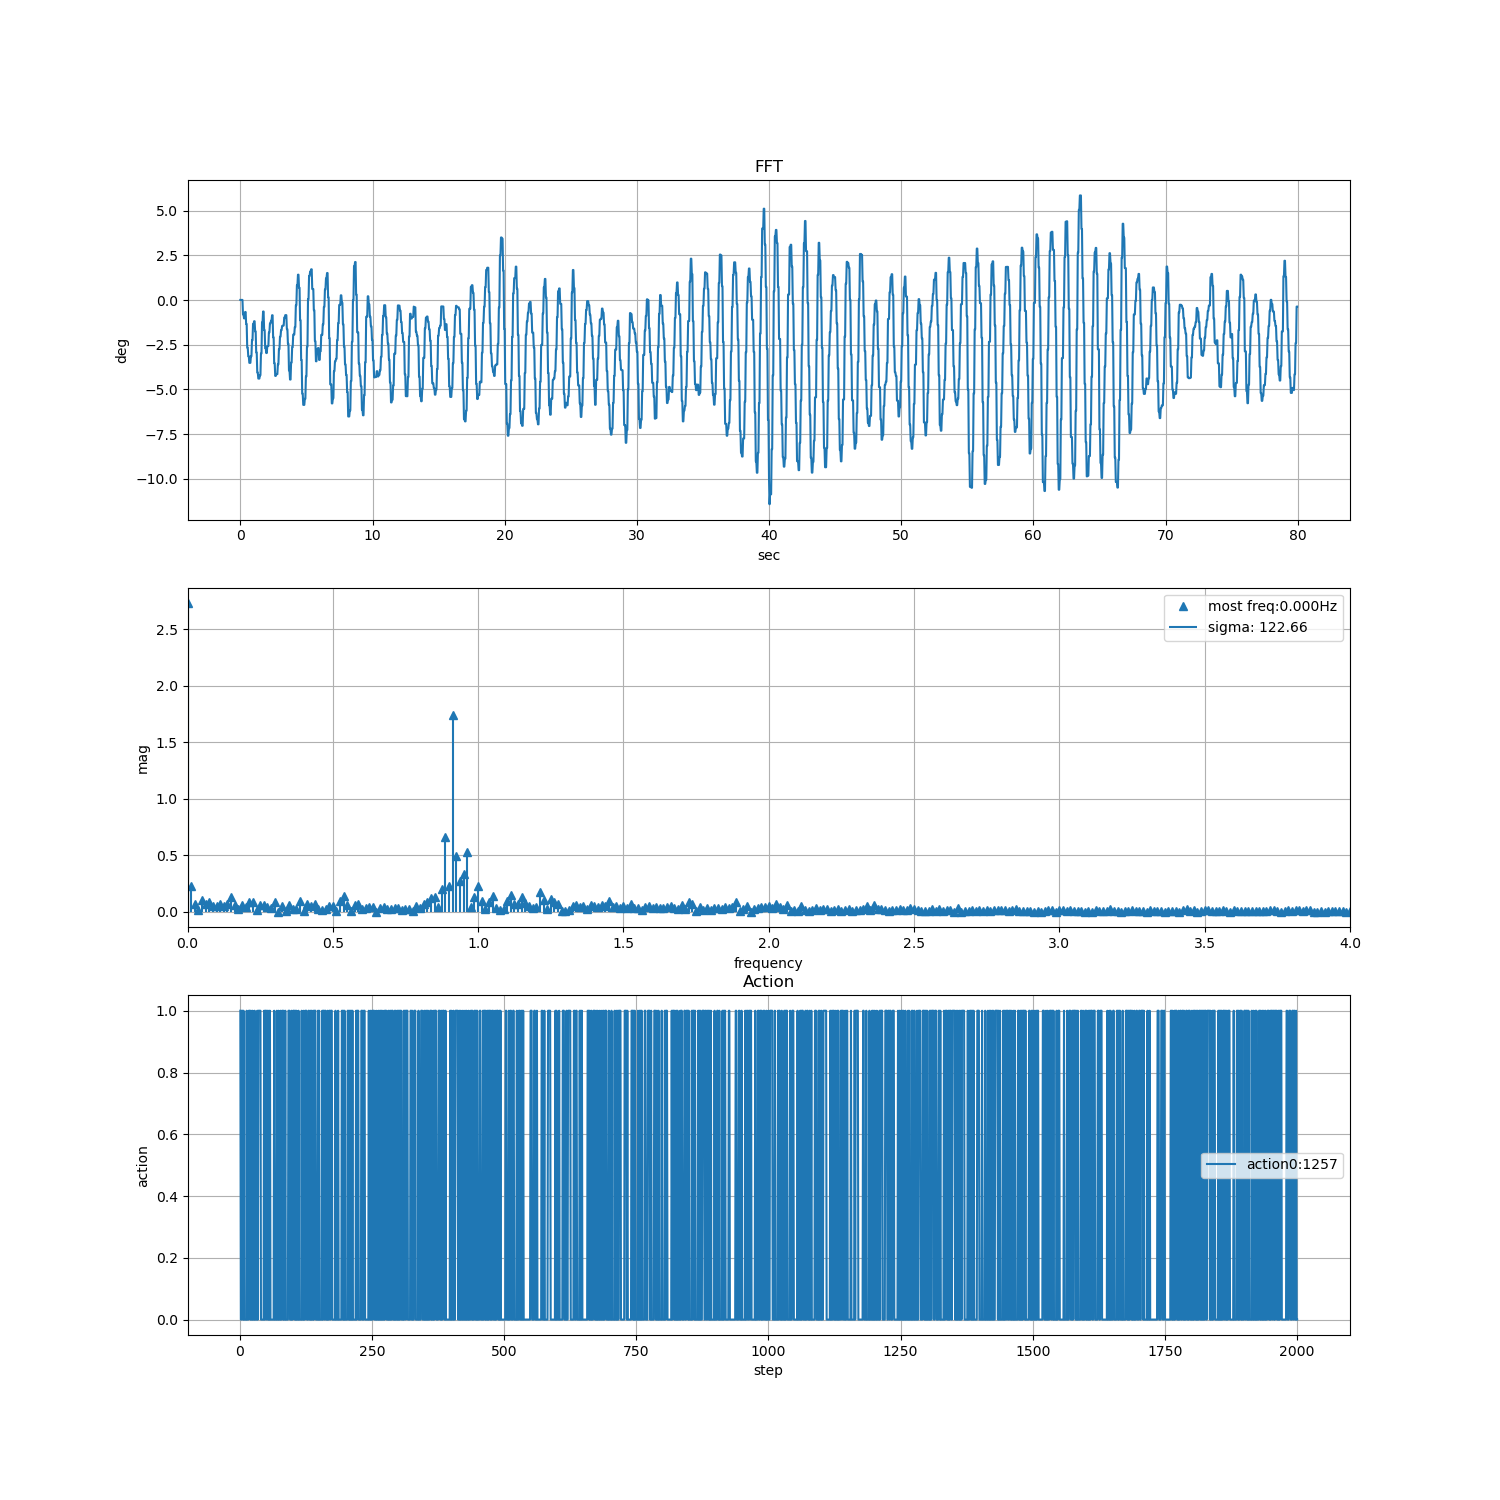 FFT
5.0
2.5
0.0
−2.5
−5.0
−7.5
−10.0
deg
0 10 20 30 40 50 60 70 80
sec
most freq:0.000Hz
sigma: 122.66
2.5
2.0
1.5
1.0
0.5
0.0
mag
0.0 0.5 1.0 1.5 2.0 2.5 3.0 3.5 4.0
frequency
Action
1.0
0.8
0.6
0.4
0.2
0.0
action
action0:1257
0 250 500 750 1000 1250 1500 1750 2000
step